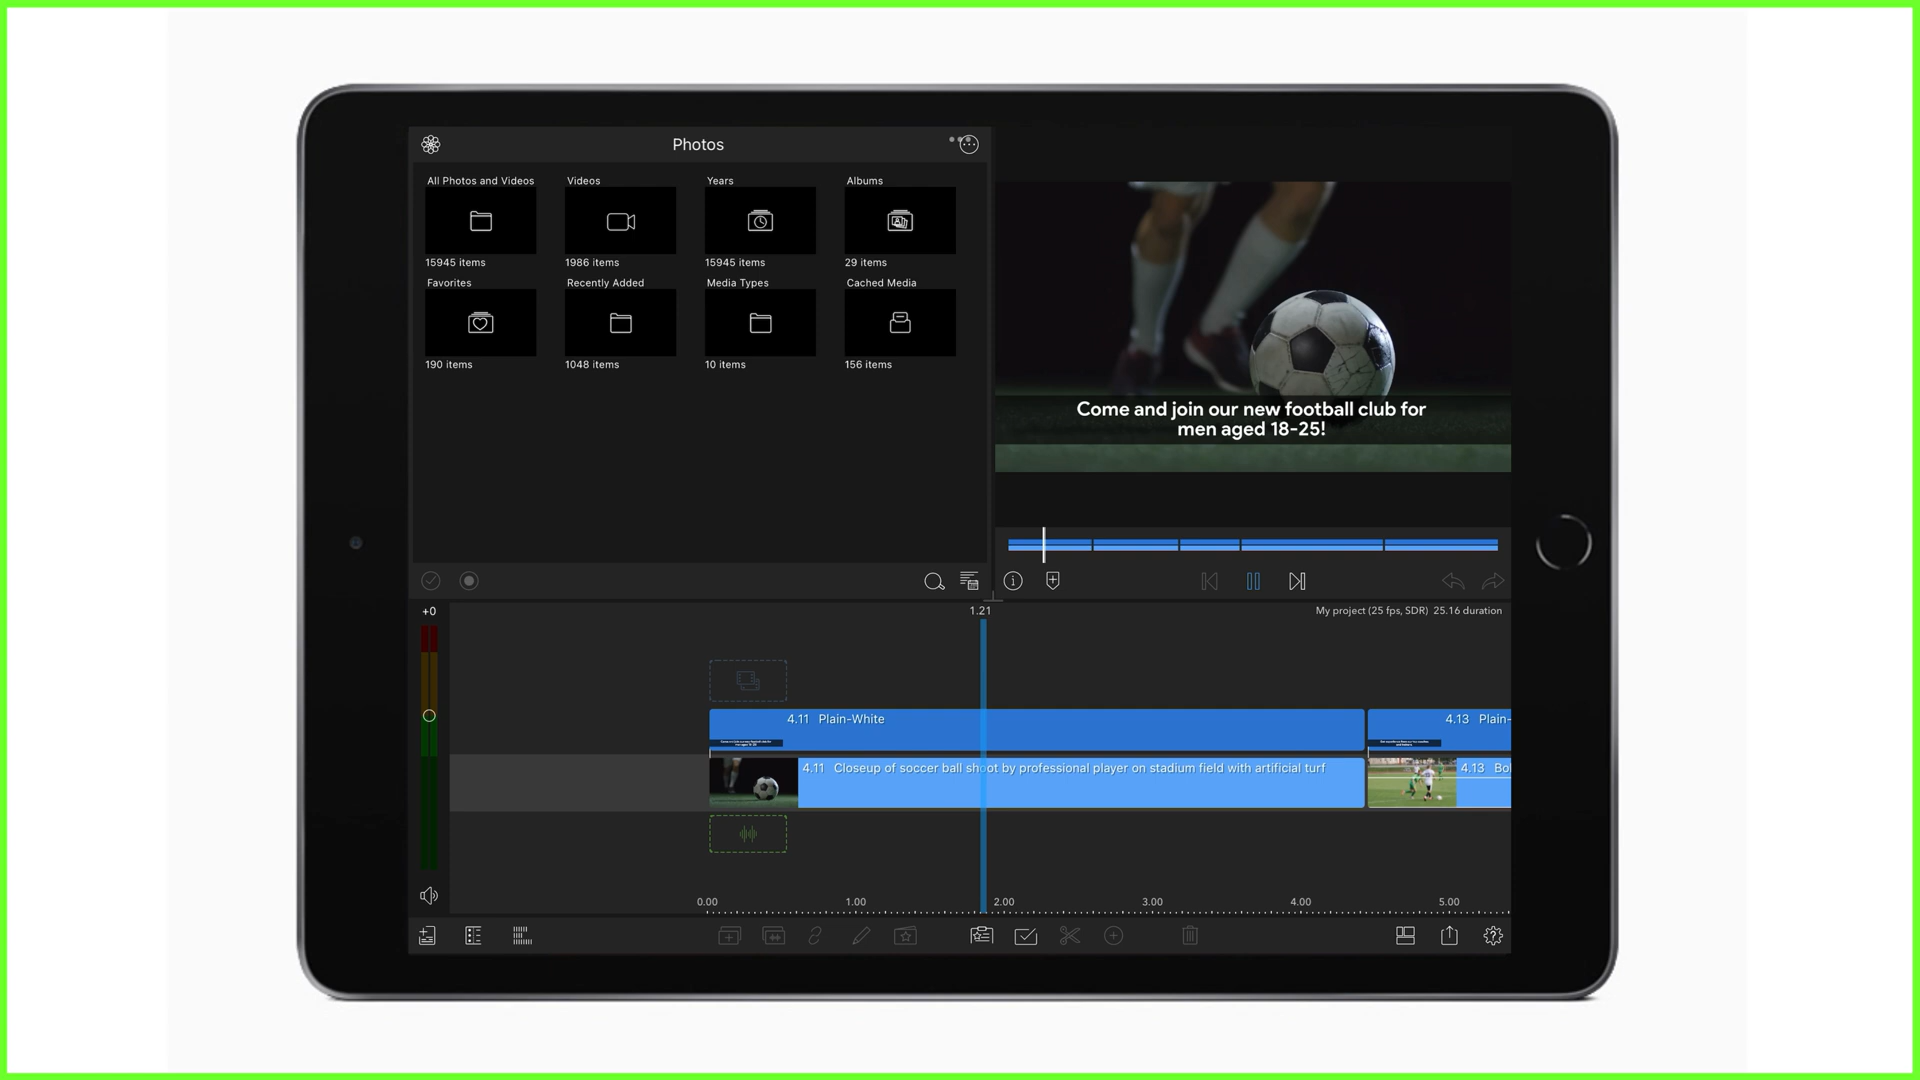 Photos
All Photos and Videos
Videos
Years
Albums
15945 items
1986 items
15945 items
29 items
Favorites
Recently Added
Media Types
Cached Media
190 items
1048 items
10 items
156 items
Come and join our new football club for
men aged 18-25!
+0
1.21
My project (25 fps, SDR) 25.16 duration
4.11 Plain-White
4.13 Plain-
4.11 Closeup of soccer ball shoot by professional player on stadium field with artificial turf
4.13
0.00
1.00
2.00
3.00
4.00
5.00